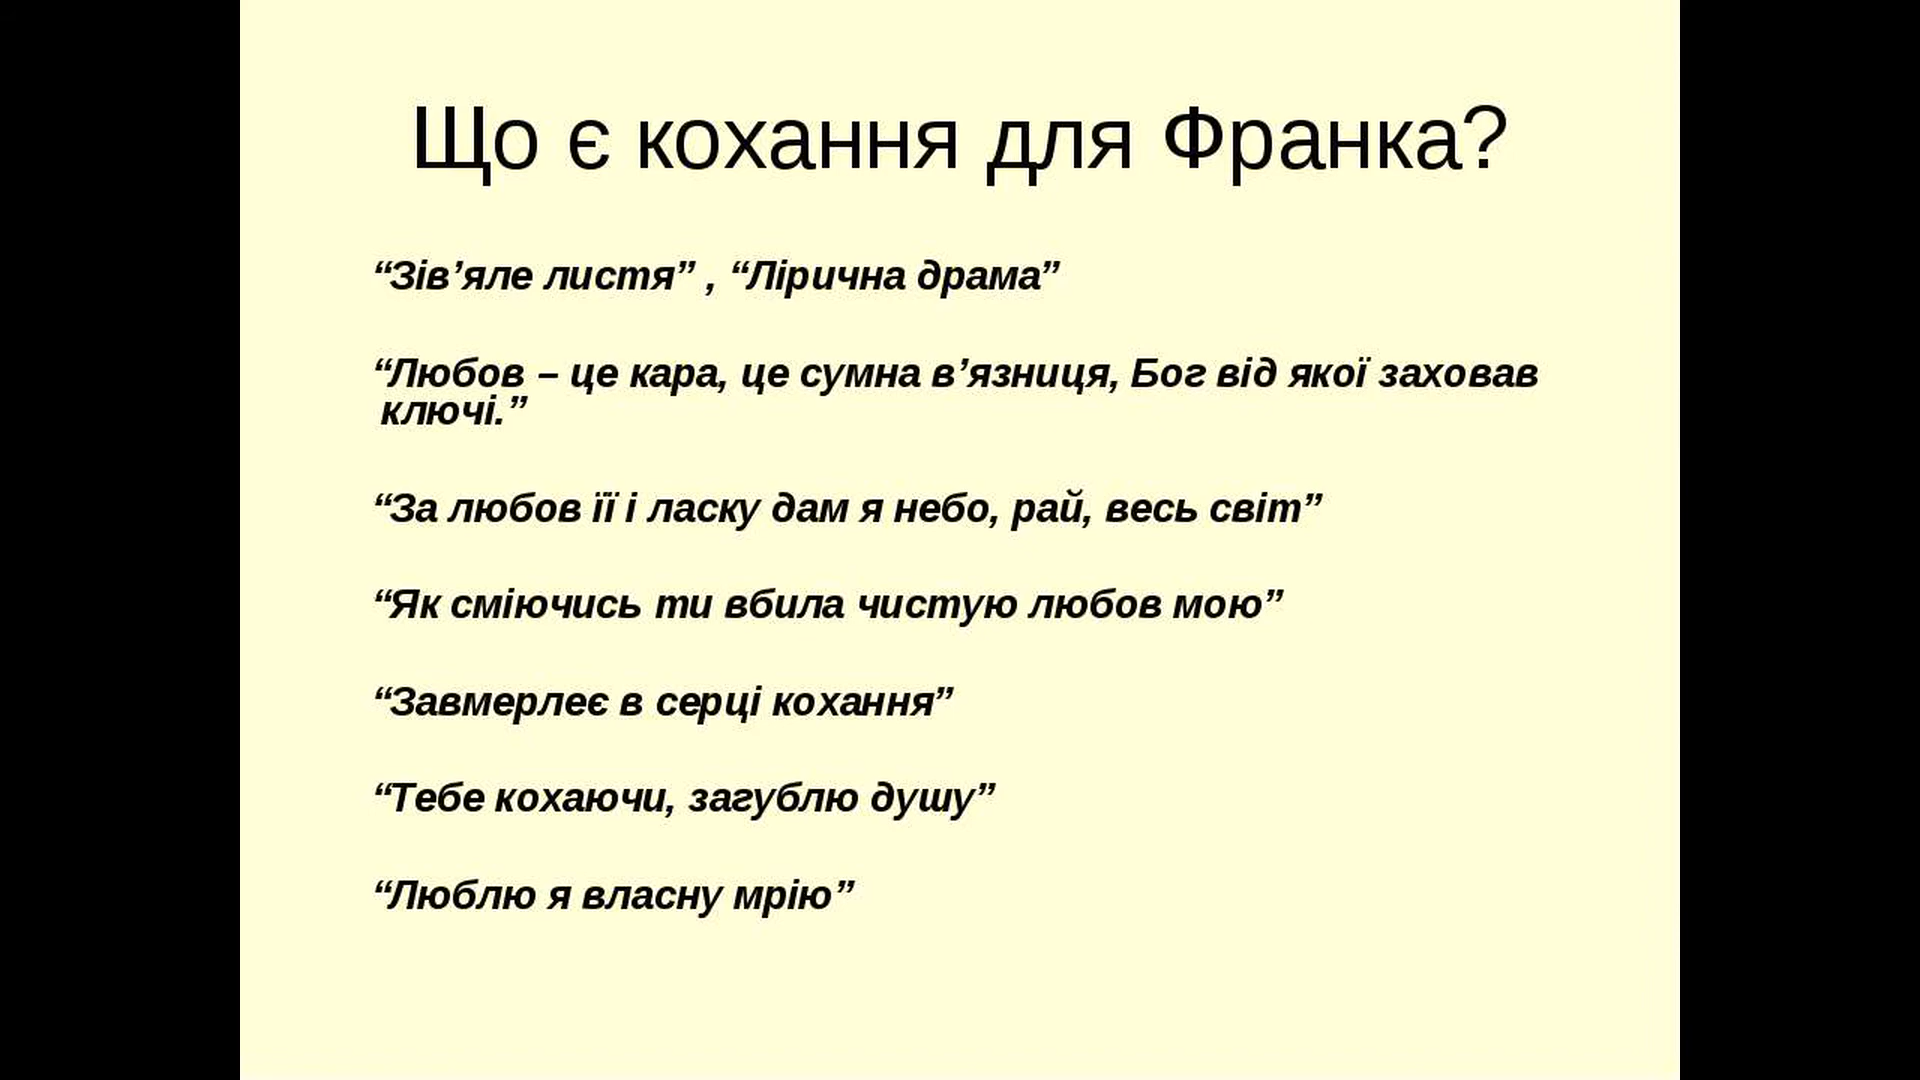 Що є кохання для Франка?
“Зів’яле листя” , “Лірична драма”
“Любов – це кара, це сумна в’язниця, Бог від якої заховав
ключі.”
“За любов її і ласку дам я небо, рай, весь світ”
“Як сміючись ти вбила чистую любов мою”
“Завмерлеє в серці кохання”
“Тебе кохаючи, загублю душу”
“Люблю я власну мрію”